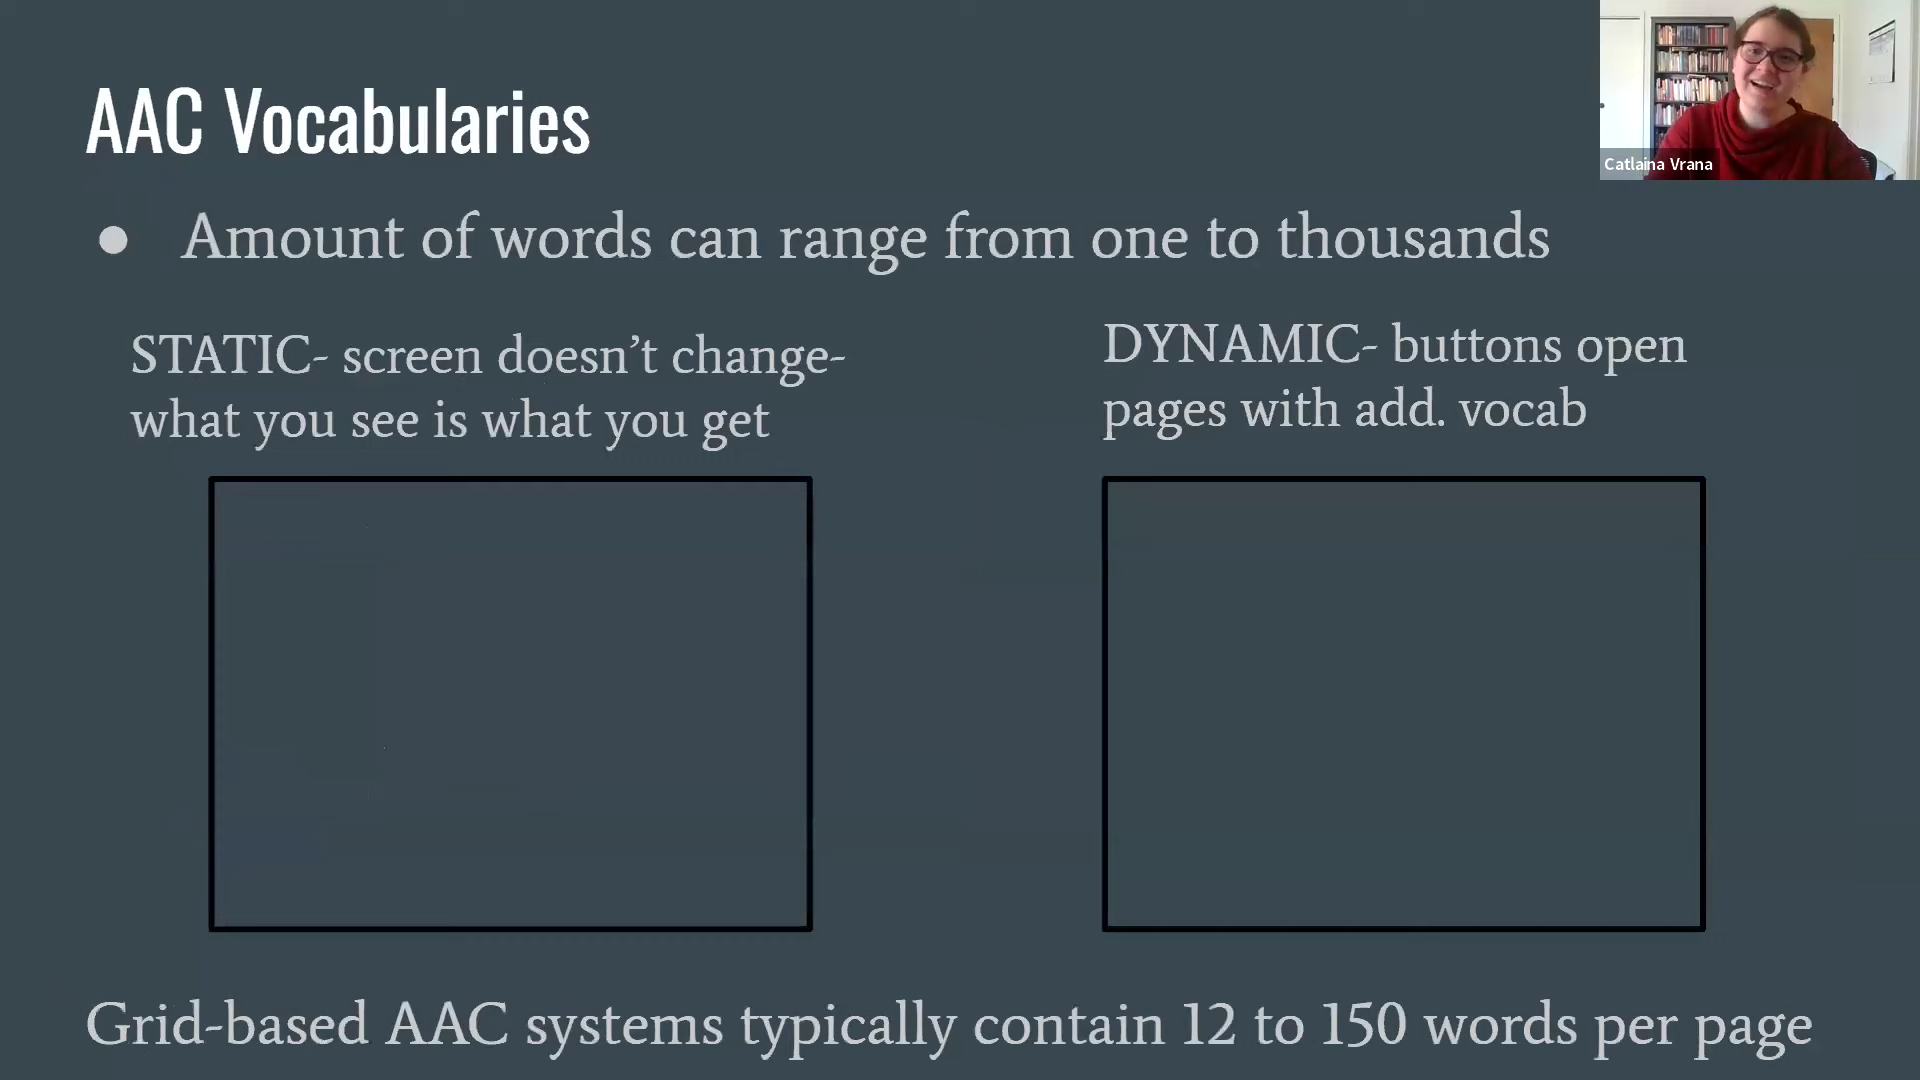 AAC Vocabularies
Catlaina Vrana
● Amount of words can range from one to thousands
STATIC- screen doesn’t change-
what you see is what you get
DYNAMIC- buttons open
pages with add. vocab
Grid-based AAC systems typically contain 12 to 150 words per page